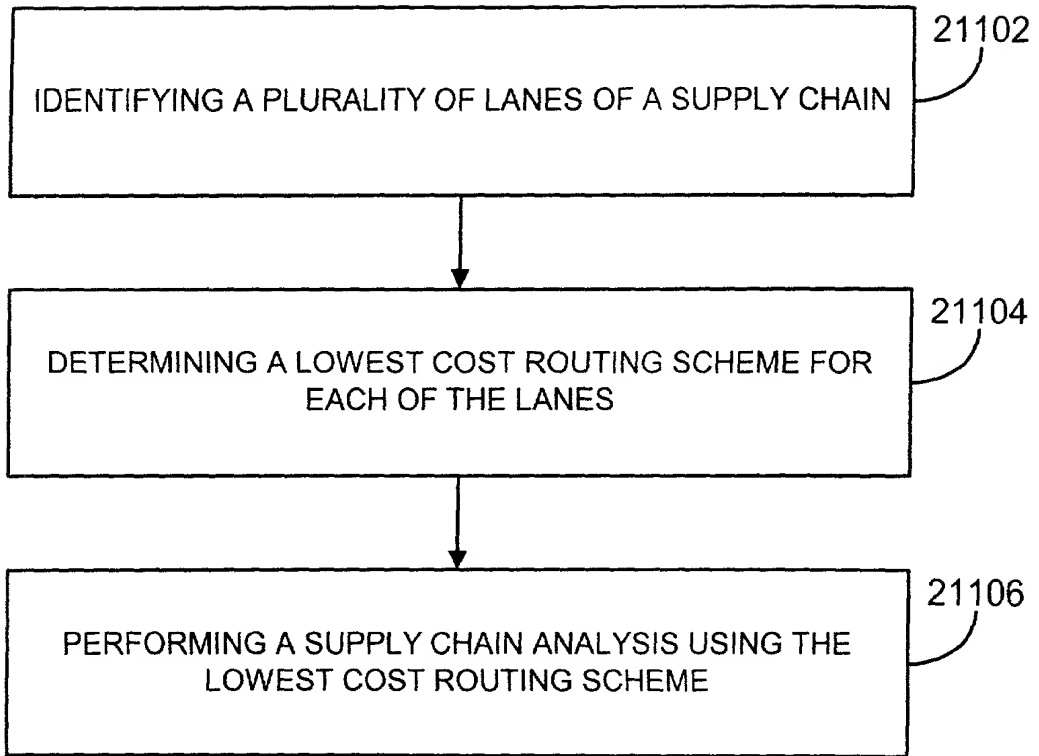 21102
IDENTIFYING A PLURALITY OF LANES OF A SUPPLY CHAIN
21104
DETERMINING A LOWEST COST ROUTING SCHEME FOR
EACH OF THE LANES
21106
PERFORMING A SUPPLY CHAIN ANALYSIS USING THE
LOWEST COST ROUTING SCHEME